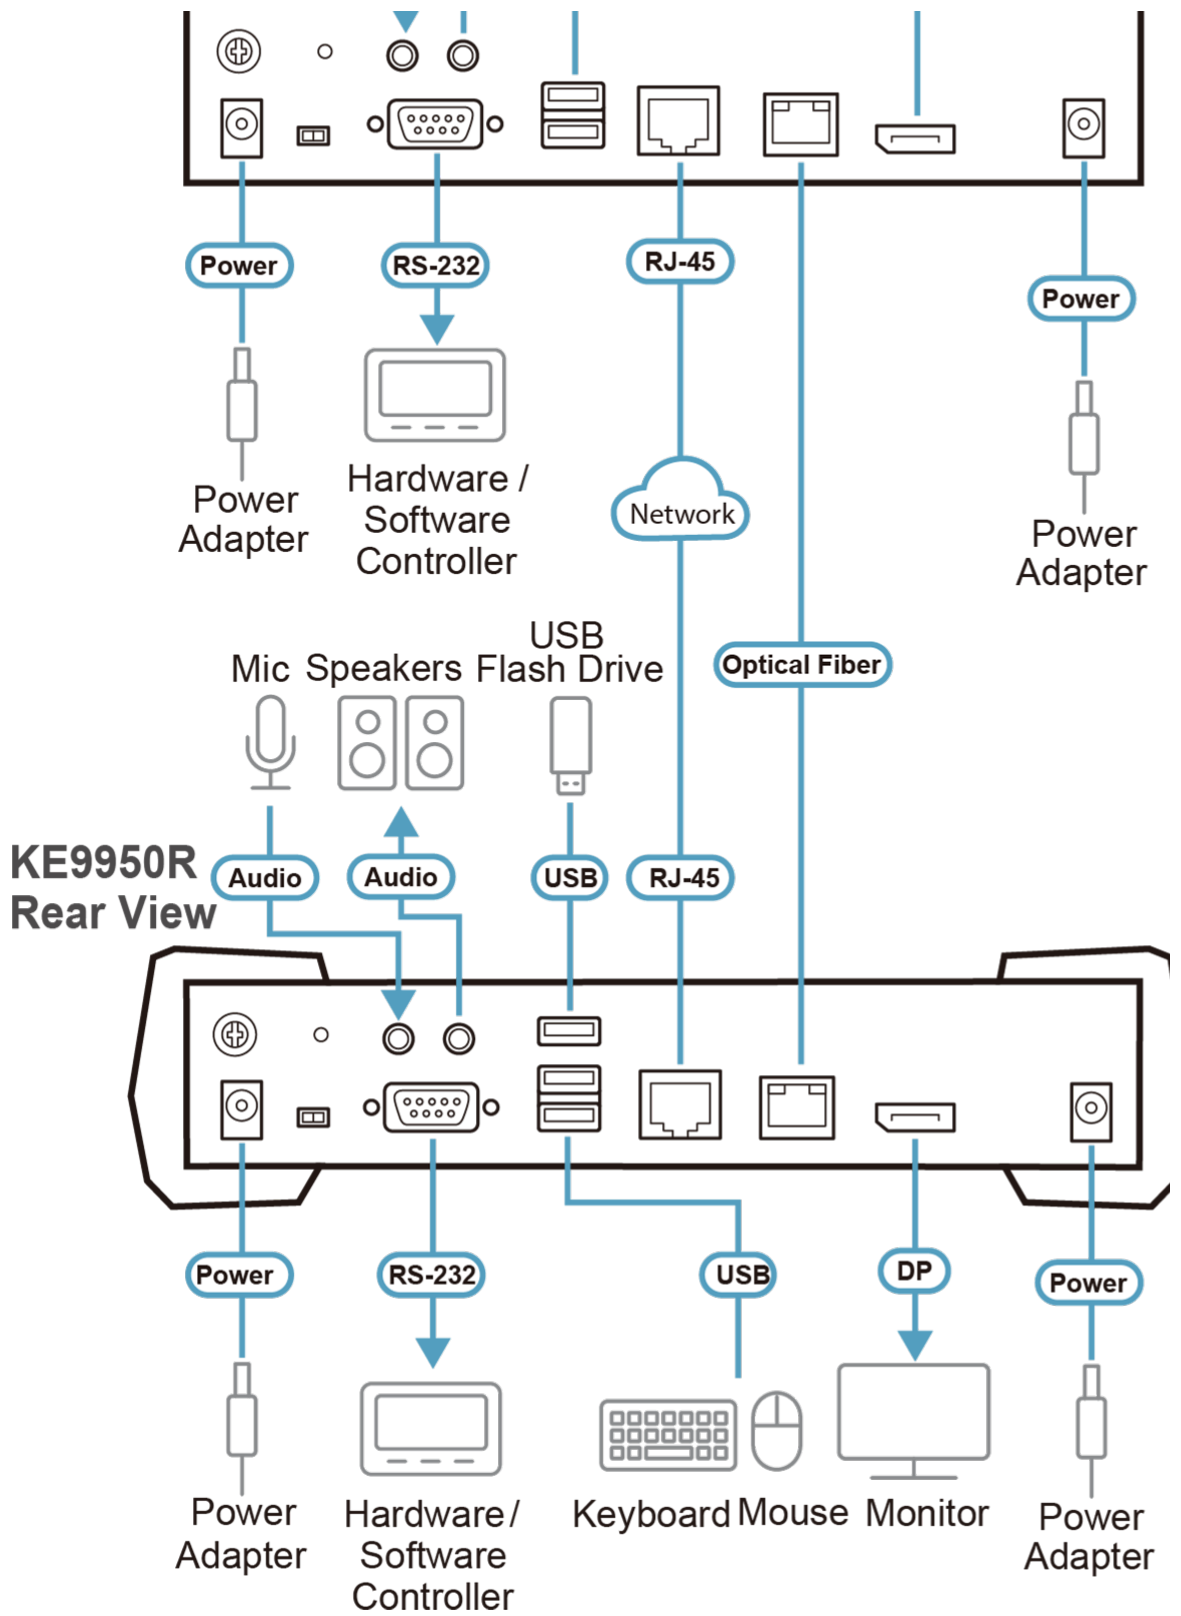 Power
RS-232
RJ-45
Power
Hardware /
Software
Controller
Power
Adapter
Network
Power
Adapter
USB
Flash Drive
Mic
Speakers
Optical Fiber
KE9950R
Rear View
Audio
Audio
USB
RJ-45
Power
RS-232
USB
DP
Power
Power
Adapter
Hardware /
Software
Controller
Keyboard
Mouse
Monitor
Power
Adapter